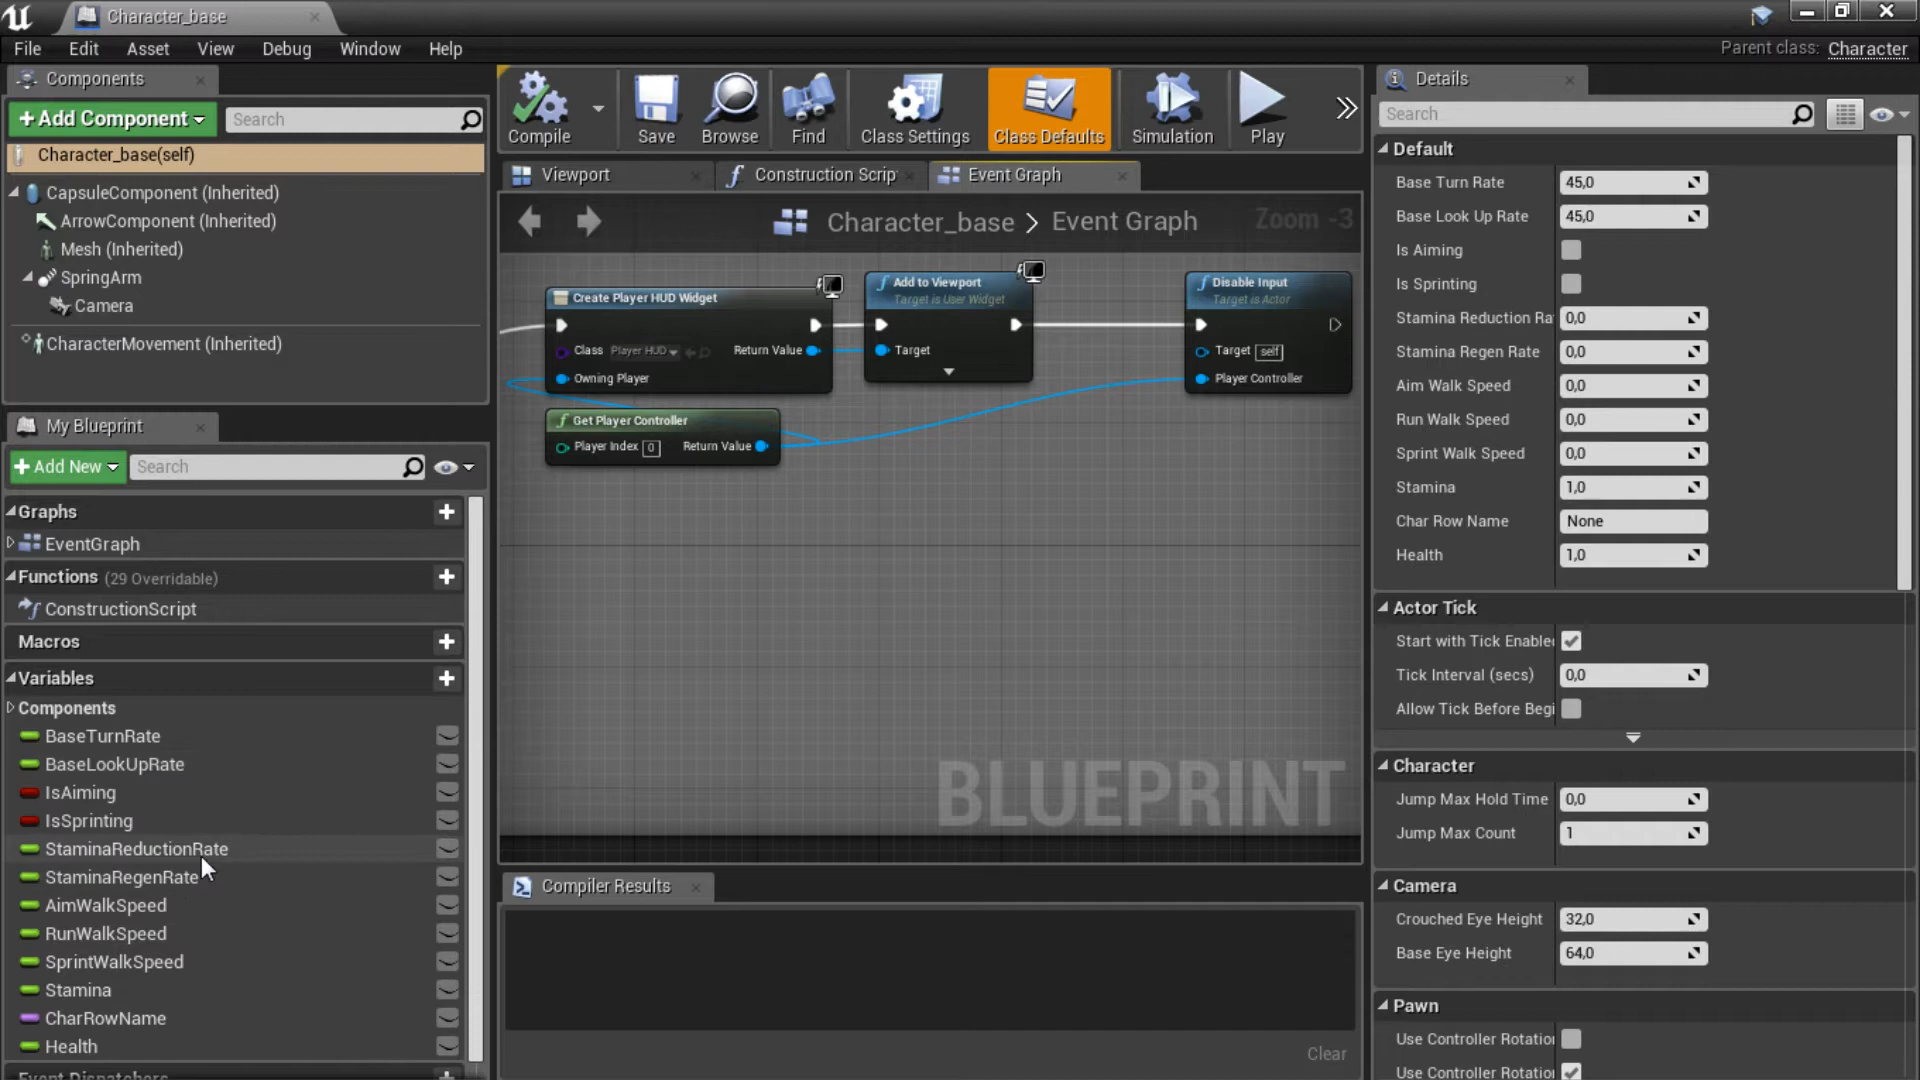 Character_base
File Edit Asset View Debug Window Help
Parent class: Character
Components
+Add Component
Search
Character_base(self)
CapsuleComponent (Inherited)
ArrowComponent (Inherited)
Mesh (Inherited)
SpringArm
Camera
CharacterMovement (Inherited)
My Blueprint
+Add New
Search
Graphs
EventGraph
Functions (29 Overridable)
ConstructionScript
Macros
Variables
Components
BaseTurnRate
BaseLookUpRate
IsAiming
IsSprinting
StaminaReductionRate
StaminaRegenRate
AimWalkSpeed
RunWalkSpeed
SprintWalkSpeed
Stamina
CharRowName
Health
Event Dispatchers
Compile
Save
Browse
Find
Class Settings
Class Defaults
Simulation
Play
Viewport
Construction Scrip
Event Graph
Character_base > Event Graph
Zoom -3
Create Player HUD Widget
Class Player HUD
Return Value
Owning Player
Add to Viewport
Target is User Widget
Target
Disable Input
Target is Actor
Target self
Player Controller
Get Player Controller
Player Index 0
Return Value
BLUEPRINT
Compiler Results
Clear
Details
Search
Default
Base Turn Rate 45,0
Base Look Up Rate 45,0
Is Aiming
Is Sprinting
Stamina Reduction Ra 0,0
Stamina Regen Rate 0,0
Aim Walk Speed 0,0
Run Walk Speed 0,0
Sprint Walk Speed 0,0
Stamina 1,0
Char Row Name None
Health 1,0
Actor Tick
Start with Tick Enabled
Tick Interval (secs) 0,0
Allow Tick Before Begi
Character
Jump Max Hold Time 0,0
Jump Max Count 1
Camera
Crouched Eye Height 32,0
Base Eye Height 64,0
Pawn
Use Controller Rotation
Use Controller Rotation